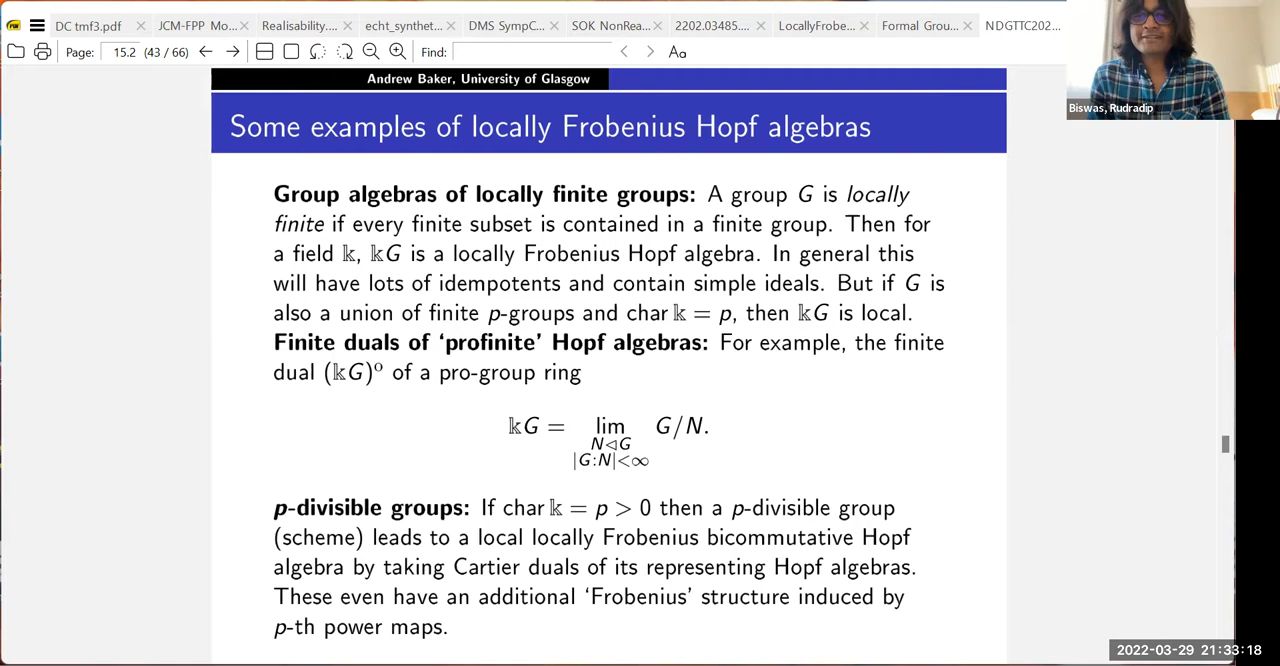 DC tmf3.pdf
JCM-FPP Mo...
Realisability....
echt_synthet...
DMS SympC...
SOK NonRea...
2202.03485....
LocallyFrobe...
Formal Grou...
NDGTTC202...
Page: 15.2 (43 / 66) Find: Aa
Biswas, Rudradip
Andrew Baker, University of Glasgow
Some examples of locally Frobenius Hopf algebras
Group algebras of locally finite groups: A group G is locally
finite if every finite subset is contained in a finite group. Then for
a field 𝕜, 𝕜G is a locally Frobenius Hopf algebra. In general this
will have lots of idempotents and contain simple ideals. But if G is
also a union of finite p-groups and char 𝕜 = p, then 𝕜G is local.
Finite duals of ‘profinite’ Hopf algebras: For example, the finite
dual (𝕜G)° of a pro-group ring
𝕜G = lim G/N.
N◁G
|G:N|<∞
p-divisible groups: If char 𝕜 = p > 0 then a p-divisible group
(scheme) leads to a local locally Frobenius bicommutative Hopf
algebra by taking Cartier duals of its representing Hopf algebras.
These even have an additional ‘Frobenius’ structure induced by
p-th power maps.
2022-03-29 21:33:18